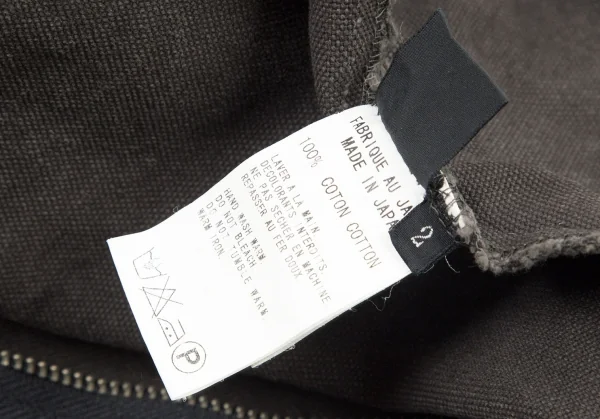 FABRIQUE AU JA
MADE IN JAPA
100% COTON COTTON
LAVER A LA MAIN
DECOLORANTS INTERDITS
NE PAS SECHER EN MACHINE
REPASSER AU FER DOUX
HAND WASH WARM
DO NOT BLEACH
DO NOT TUMBLE WARM
WARM IRON
P
2